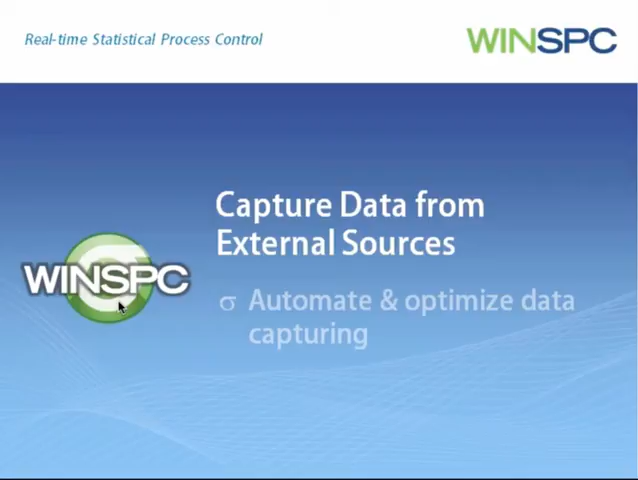 Real-time Statistical Process Control
WINSPC
Capture Data from
External Sources
WINSPC
σ Automate & optimize data
capturing